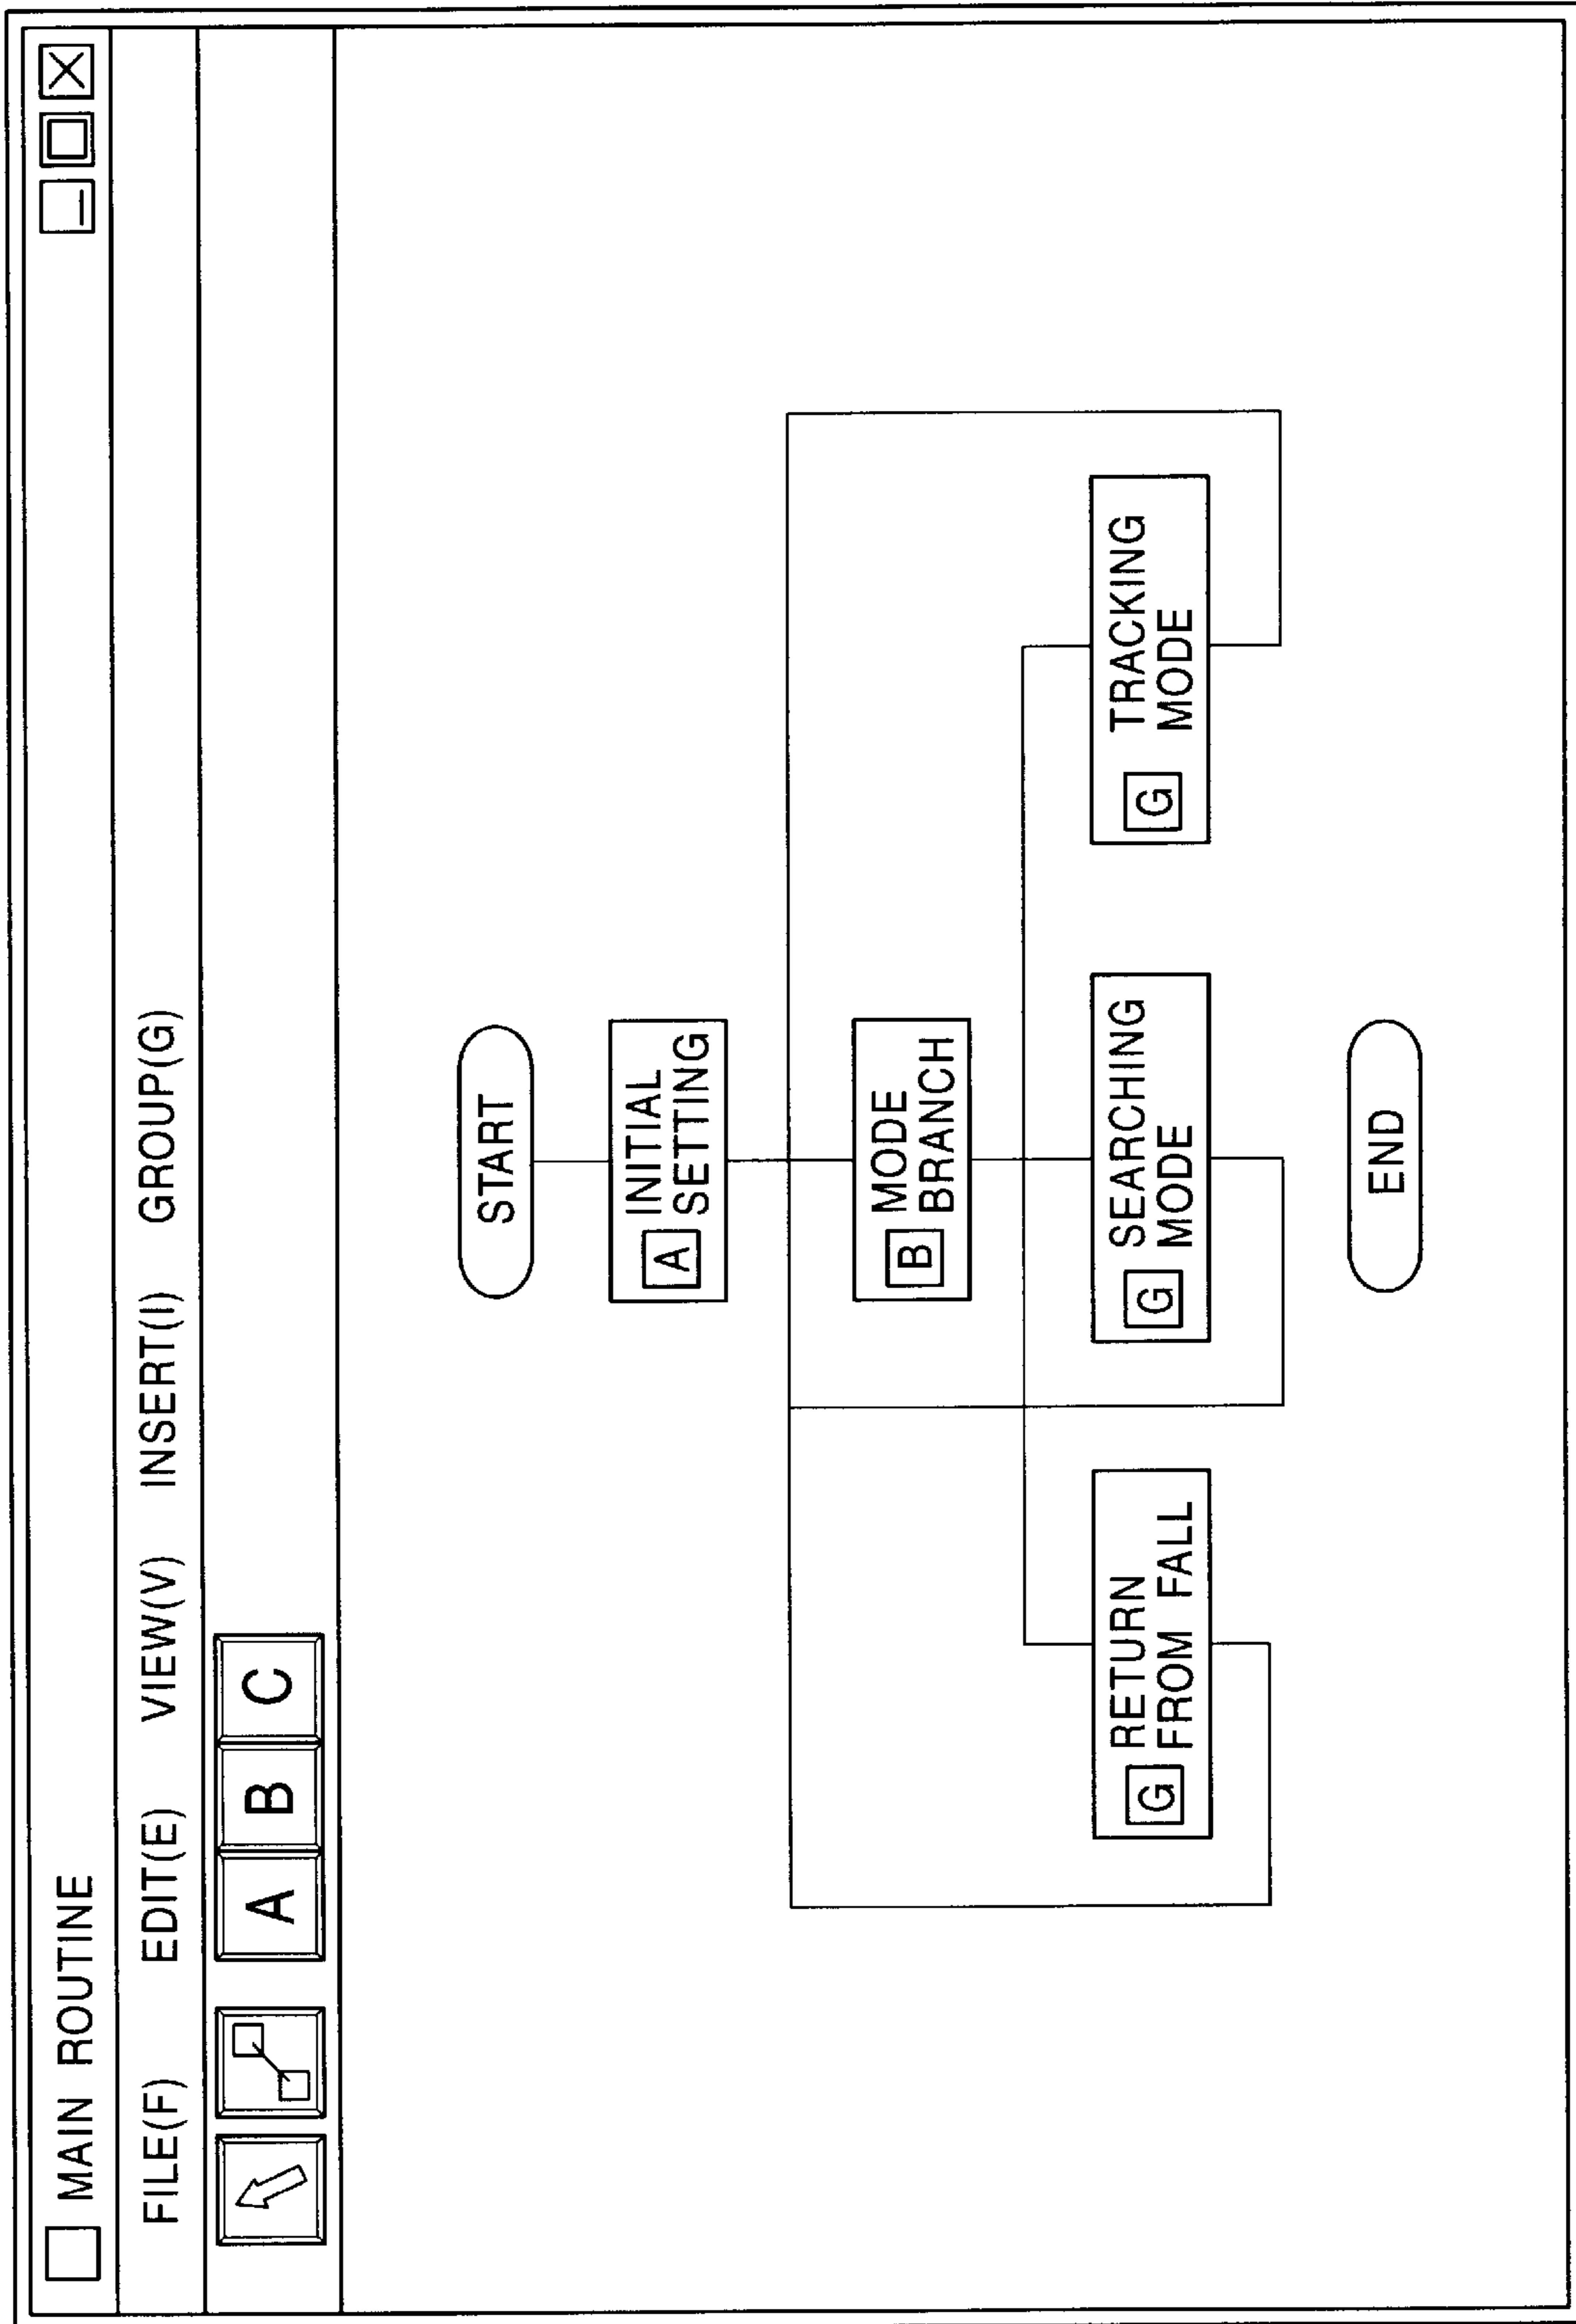 MAIN ROUTINE
FILE(F) EDIT(E) VIEW(V) INSERT(I) GROUP(G)
A B C
START
A INITIAL
SETTING
B MODE
BRANCH
G RETURN
FROM FALL
G SEARCHING
MODE
G TRACKING
MODE
END